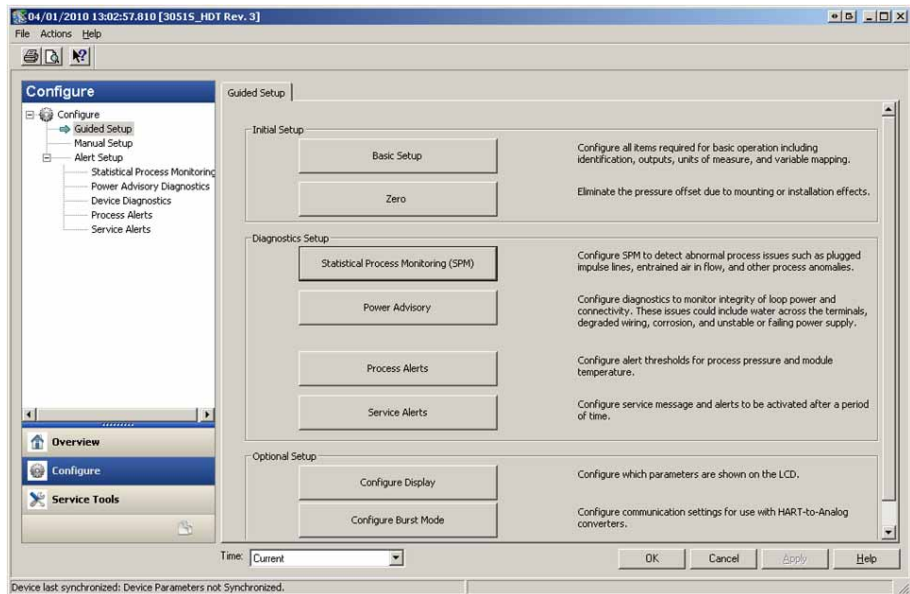 04/01/2010 13:02:57.810 [3051S_HDT Rev. 3]
File Actions Help
Configure
Configure
Guided Setup
Manual Setup
Alert Setup
Statistical Process Monitoring
Power Advisory Diagnostics
Device Diagnostics
Process Alerts
Service Alerts
Overview
Configure
Service Tools
Guided Setup
Initial Setup
Basic Setup
Configure all items required for basic operation including
identification, outputs, units of measure, and variable mapping.
Zero
Eliminate the pressure offset due to mounting or installation effects.
Diagnostics Setup
Statistical Process Monitoring (SPM)
Configure SPM to detect abnormal process issues such as plugged
impulse lines, entrained air in flow, and other process anomalies.
Power Advisory
Configure diagnostics to monitor integrity of loop power and
connectivity. These issues could include water across the terminals,
degraded wiring, corrosion, and unstable or failing power supply.
Process Alerts
Configure alert thresholds for process pressure and module
temperature.
Service Alerts
Configure service message and alerts to be activated after a period
of time.
Optional Setup
Configure Display
Configure which parameters are shown on the LCD.
Configure Burst Mode
Configure communication settings for use with HART-to-Analog
converters.
Time: Current
OK Cancel Apply Help
Device last synchronized: Device Parameters not Synchronized.